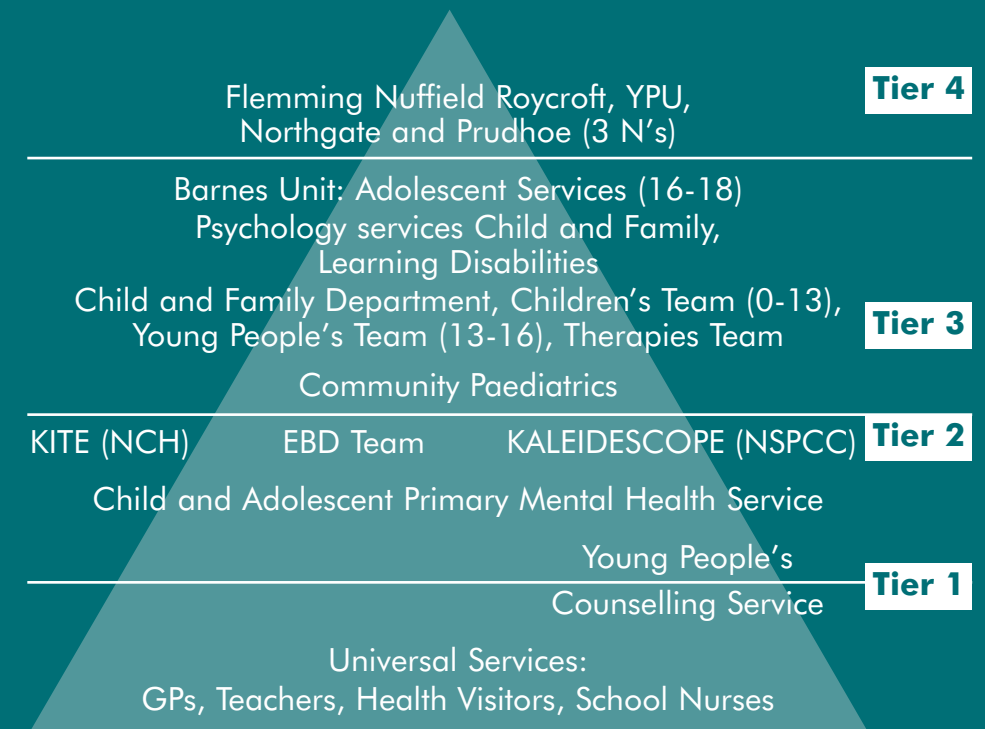 Tier 4
Flemming Nuffield Roycroft, YPU,
Northgate and Prudhoe (3 N's)
Barnes Unit: Adolescent Services (16-18)
Psychology services Child and Family,
Learning Disabilities
Child and Family Department, Children's Team (0-13),
Tier 3
Young People's Team (13-16), Therapies Team
Community Paediatrics
KITE (NCH) EBD Team KALEIDESCOPE (NSPCC) Tier 2
Child and Adolescent Primary Mental Health Service
Young People's
Tier 1
Counselling Service
Universal Services:
GPs, Teachers, Health Visitors, School Nurses